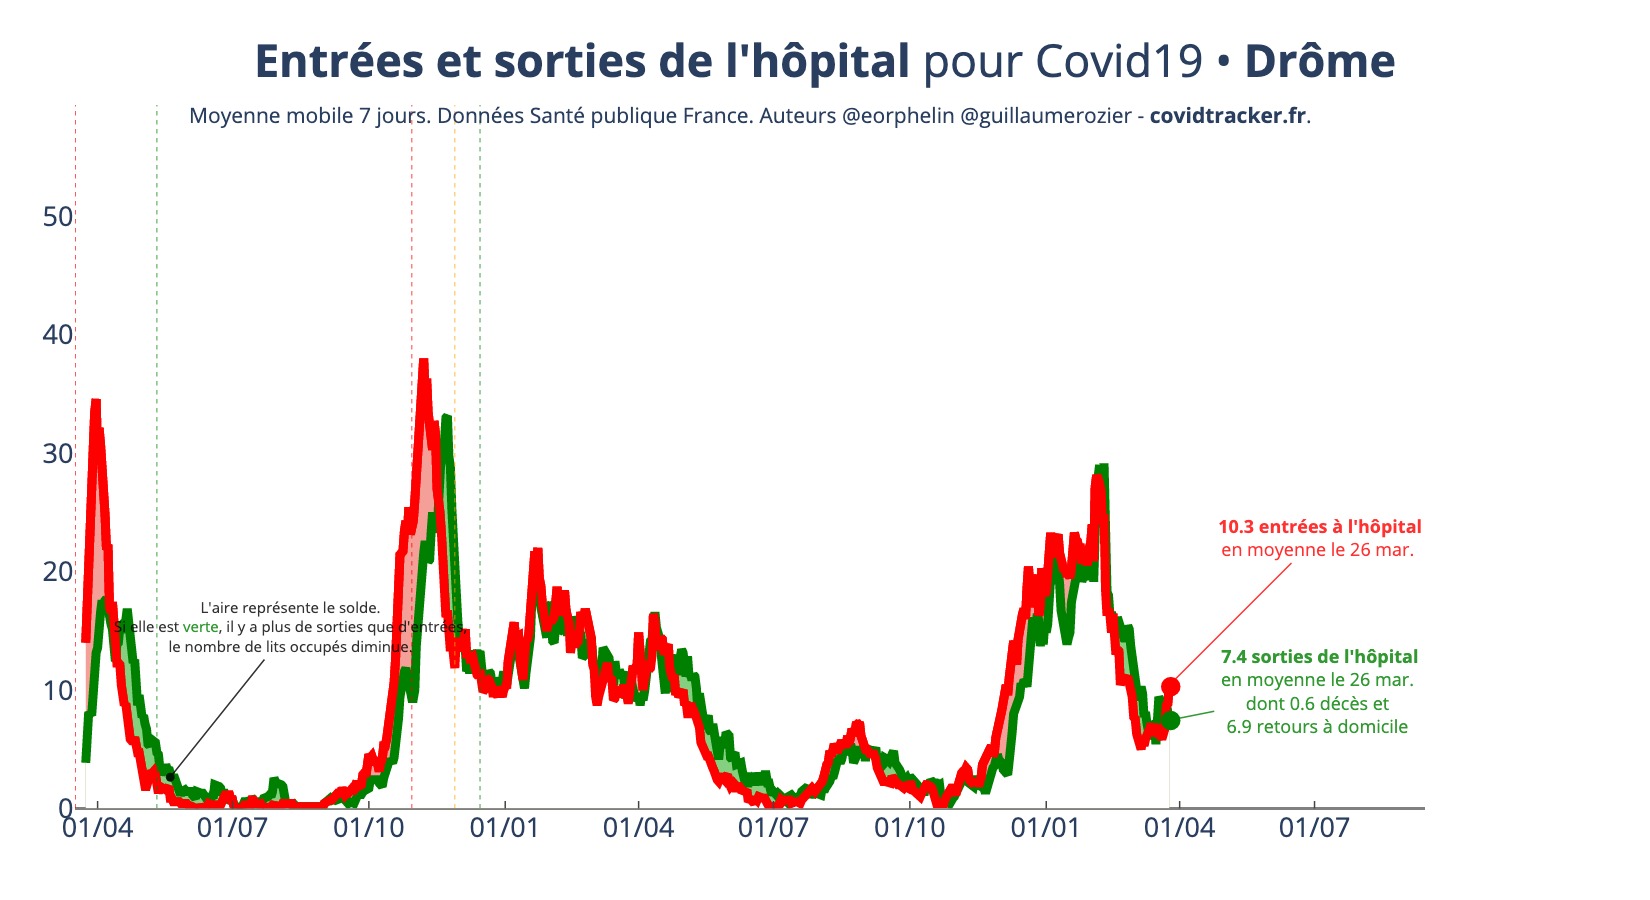 Entrées et sorties de l'hôpital pour Covid19 • Drôme
Moyenne mobile 7 jours. Données Santé publique France. Auteurs @eorphelin @guillaumerozier - covidtracker.fr.
50
40
30
20
10
0
10.3 entrées à l'hôpital
en moyenne le 26 mar.
L'aire représente le solde.
Si elle est verte, il y a plus de sorties que d'entrées,
le nombre de lits occupés diminue.
7.4 sorties de l'hôpital
en moyenne le 26 mar.
dont 0.6 décès et
6.9 retours à domicile
01/04 01/07 01/10 01/01 01/04 01/07 01/10 01/01 01/04 01/07